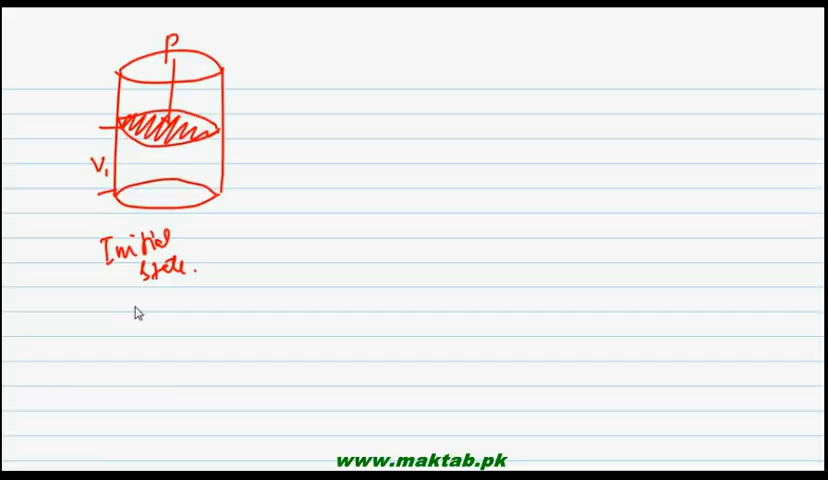 P
V₁
Initial
state.
www.maktab.pk